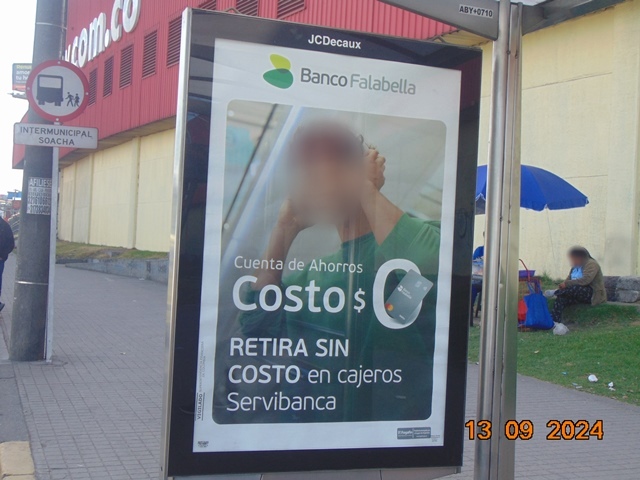 .com.co
ABY+0710
JCDecaux
Banco Falabella
INTERMUNICIPAL
SOACHA
Cuenta de Ahorros
Costo $0
RETIRA SIN
COSTO en cajeros
Servibanca
VIGILADO
13 09 2024